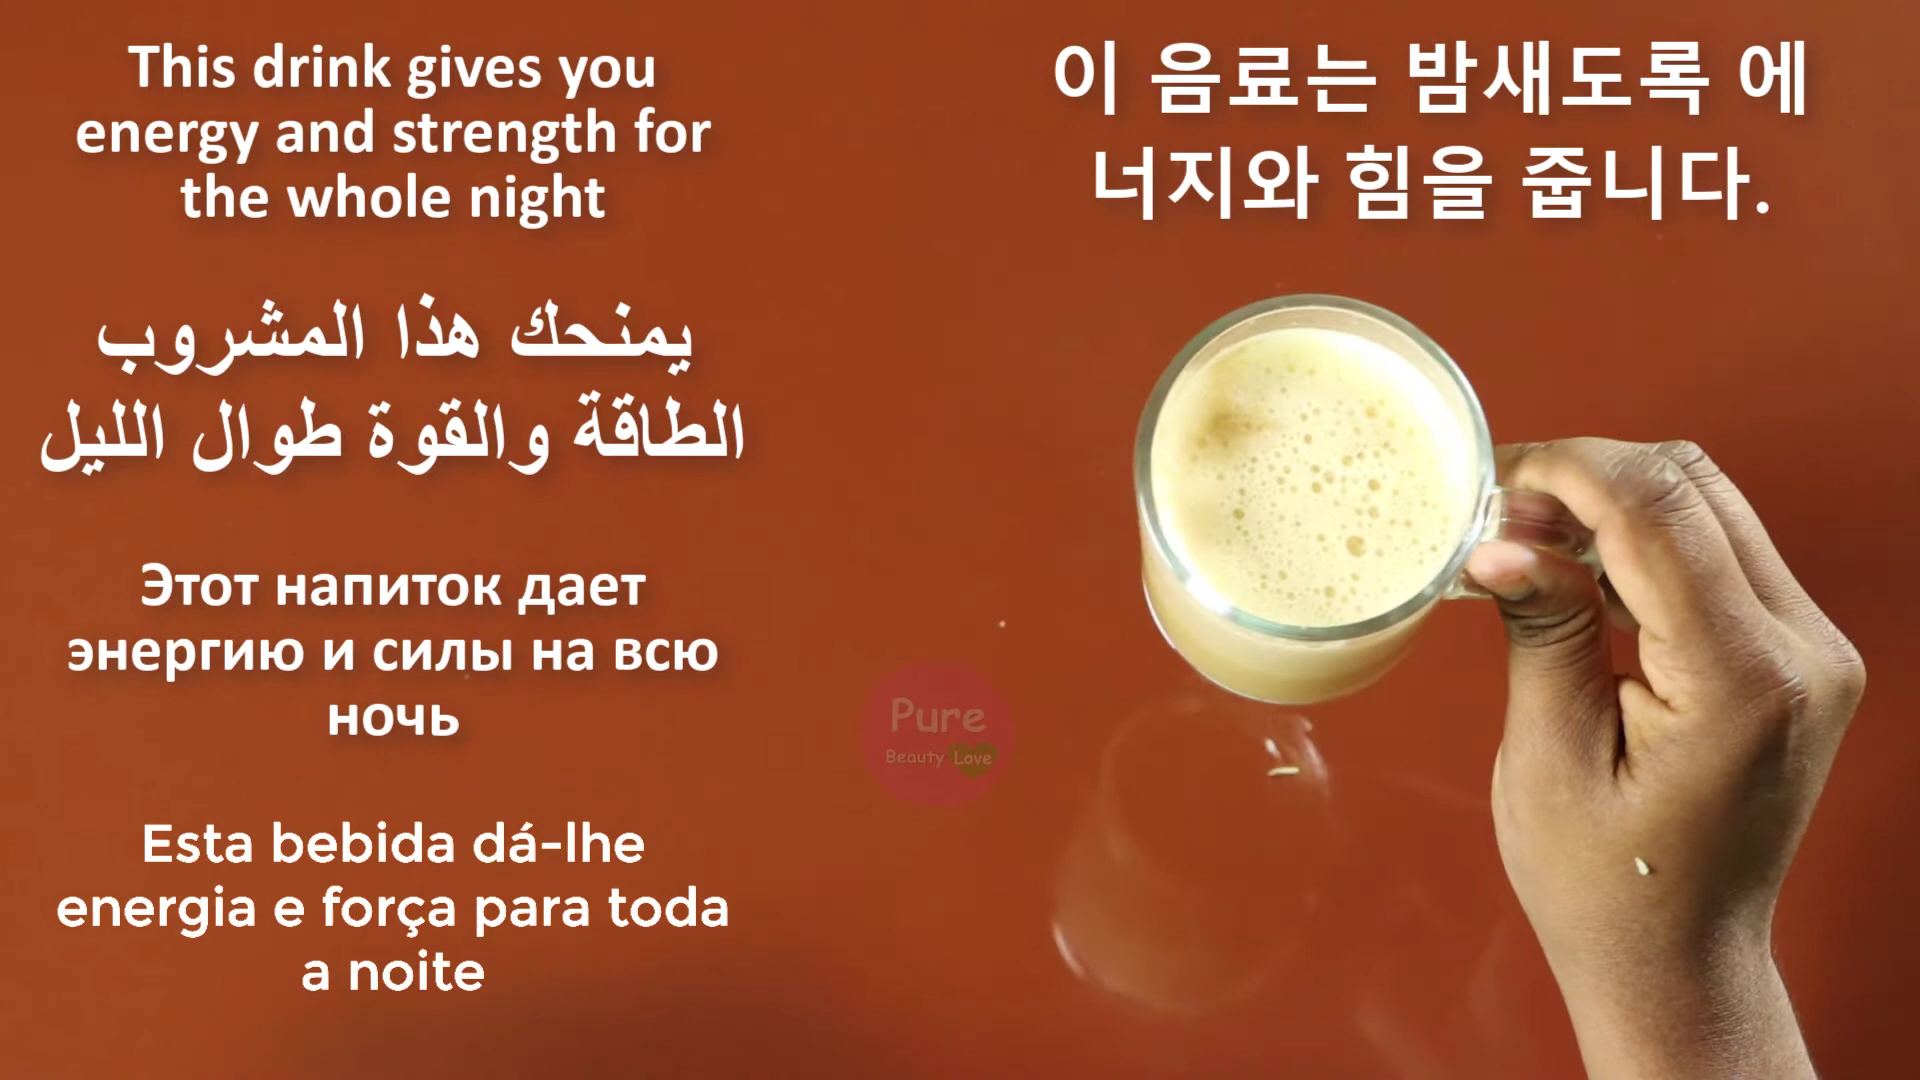 This drink gives you
energy and strength for
the whole night
يمنحك هذا المشروب
الطاقة والقوة طوال الليل
Этот напиток дает
энергию и силы на всю
ночь
Esta bebida dá-lhe
energia e força para toda
a noite
이 음료는 밤새도록 에
너지와 힘을 줍니다.
Pure
Beauty Love